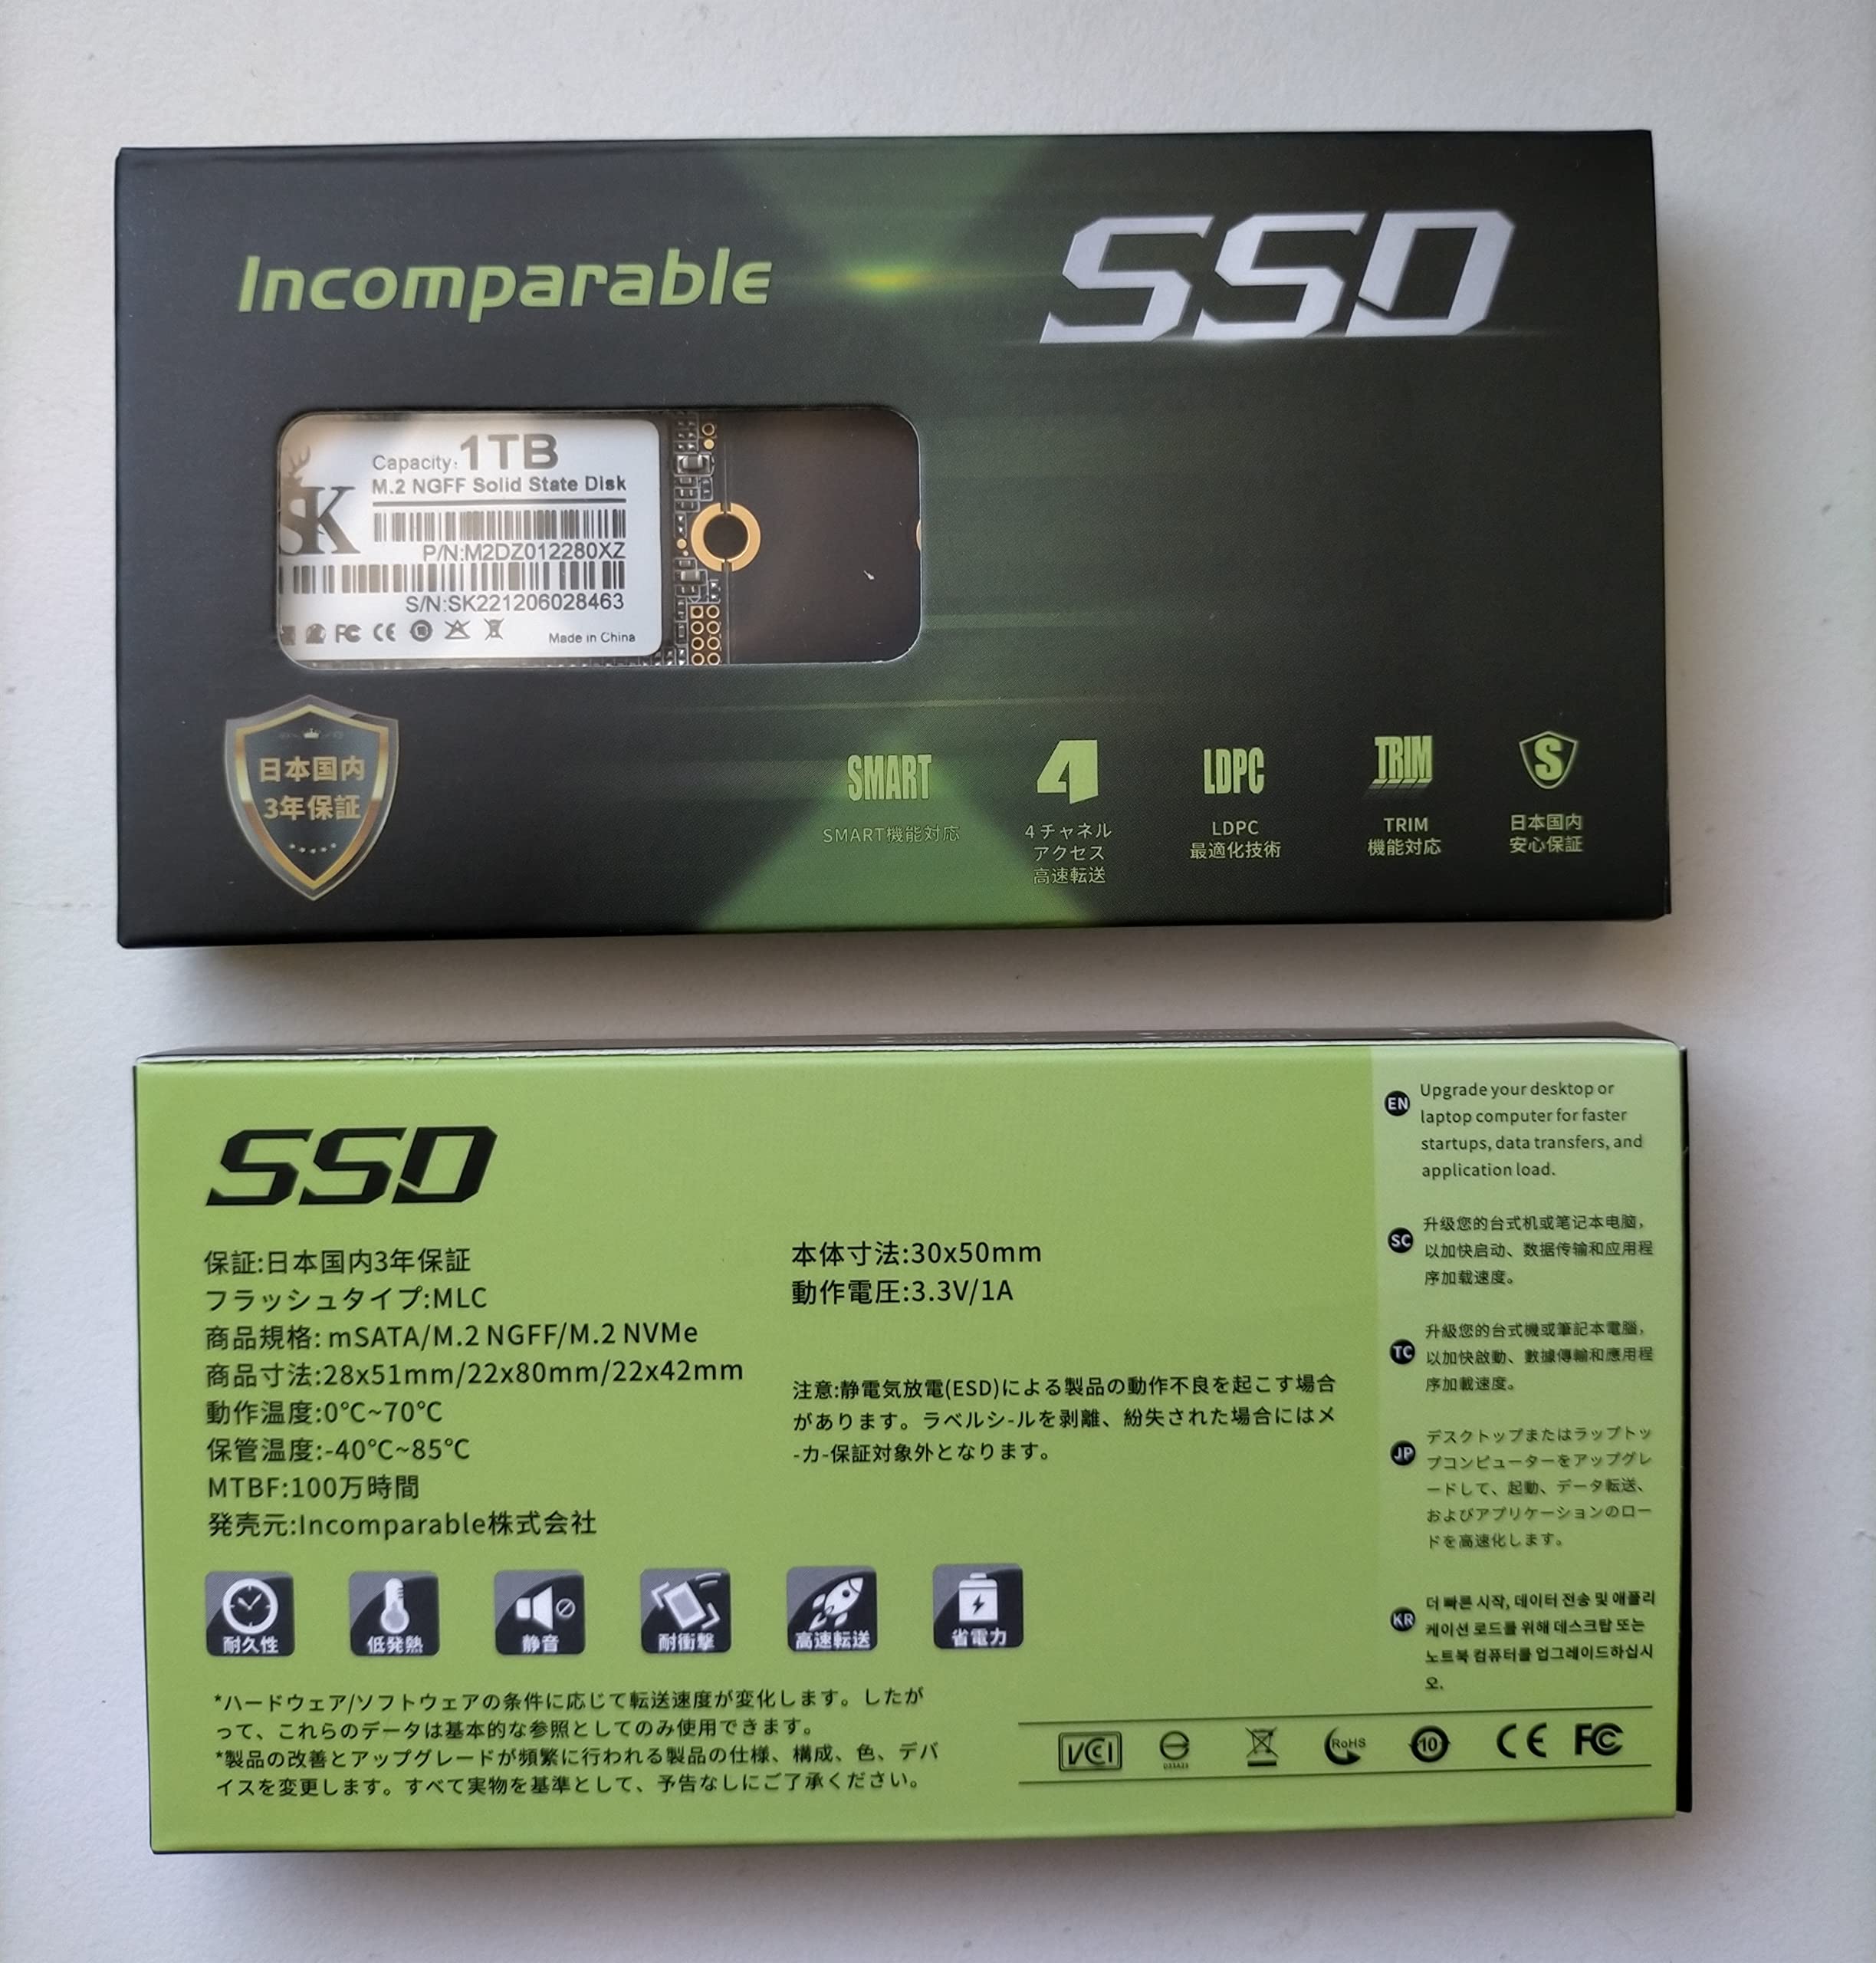 Incomparable
SSD
SK
Capacity: 1TB
M.2 NGFF Solid State Disk
P/N:M2DZ012280XZ
S/N:SK221206028463
FC CE
Made in China
日本国内
3年保証
SMART
SMART機能対応
4
4チャネル
アクセス
高速転送
LDPC
LDPC
最適化技術
TRIM
TRIM
機能対応
S
日本国内
安心保証
SSD
保証:日本国内3年保証
フラッシュタイプ:MLC
商品規格: mSATA/M.2 NGFF/M.2 NVMe
商品寸法:28x51mm/22x80mm/22x42mm
動作温度:0℃~70℃
保管温度:-40℃~85℃
MTBF:100万時間
発売元:Incomparable株式会社
本体寸法:30x50mm
動作電圧:3.3V/1A
注意:静電気放電(ESD)による製品の動作不良を起こす場合
があります。ラベルシ-ルを剥離、紛失された場合にはメ
-カ-保証対象外となります。
耐久性
低発熱
静音
耐衝撃
高速転送
省電力
*ハードウェア/ソフトウェアの条件に応じて転送速度が変化します。したが
って、これらのデータは基本的な参照としてのみ使用できます。
*製品の改善とアップグレードが頻繁に行われる製品の仕様、構成、色、デバ
イスを変更します。すべて実物を基準として、予告なしにご了承ください。
EN
Upgrade your desktop or
laptop computer for faster
startups, data transfers, and
application load.
SC
升级您的台式机或笔记本电脑，
以加快启动、数据传输和应用程
序加载速度。
TC
升級您的台式機或筆記本電腦，
以加快啟動、數據傳輸和應用程
序加載速度。
JP
デスクトップまたはラップトッ
プコンピューターをアップグレ
ードして、起動、データ転送、
およびアプリケーションのロー
ドを高速化します。
KR
더 빠른 시작, 데이터 전송 및 애플리
케이션 로드를 위해 데스크탑 또는
노트북 컴퓨터를 업그레이드하십시
오.
VCI
RoHS
10
CE FC